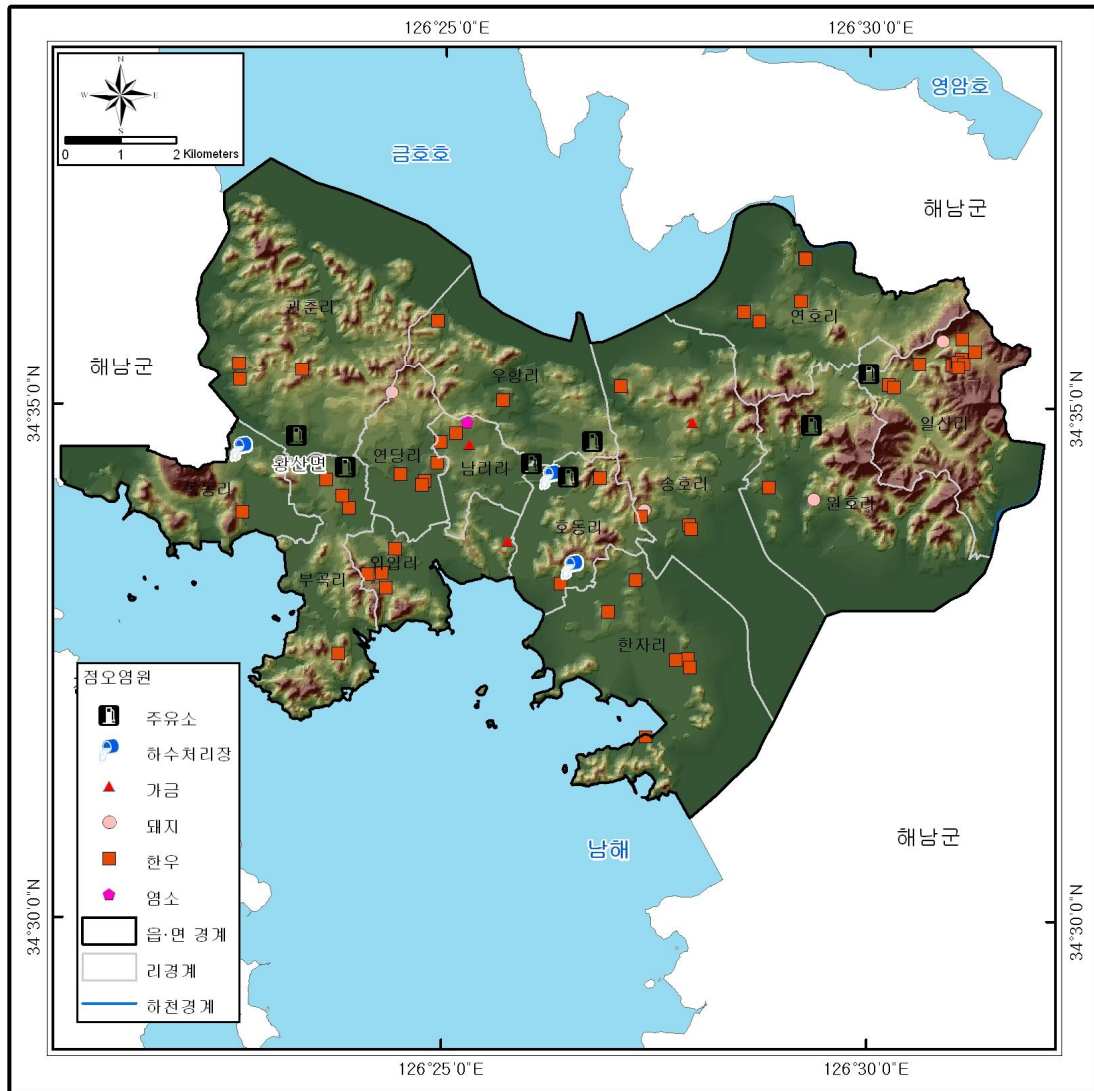 126°25'0"E
126°30'0"E
N
W
E
S
0 1 2 Kilometers
영암호
금호호
해남군
관춘리
연호리
해남군
우항리
34°35'0"N
34°35'0"N
일신리
연당리
황산면
남리리
송호리
원호리
호동리
외입리
부곡리
한자리
점오염원
주유소
하수처리장
가금
돼지
한우
염소
읍·면 경계
리경계
하천경계
남해
해남군
34°30'0"N
34°30'0"N
126°25'0"E
126°30'0"E